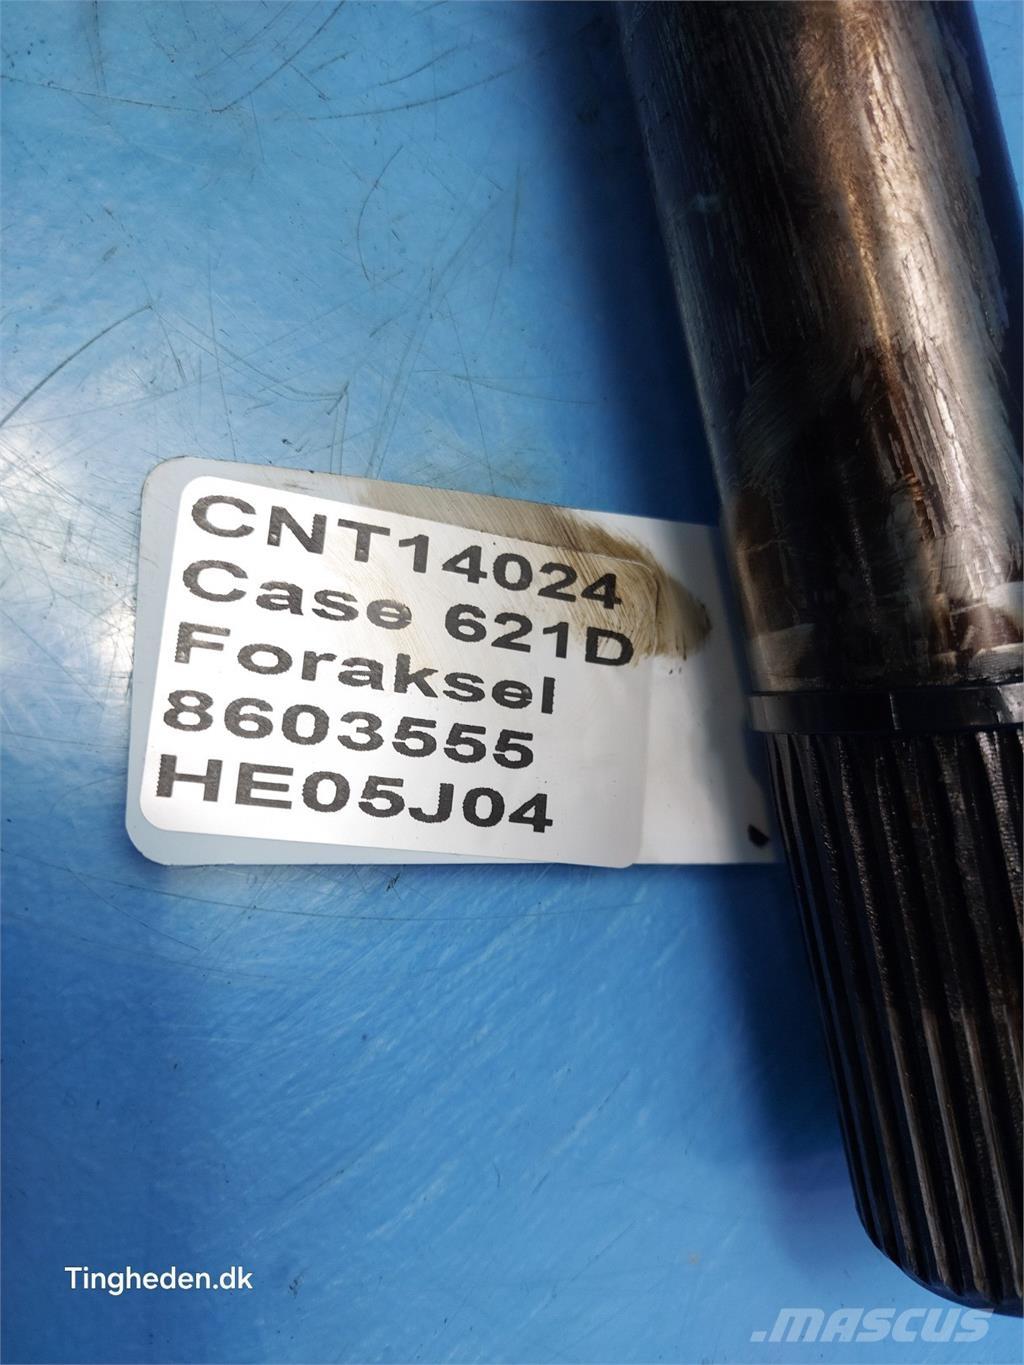 CNT14024
Case 621D
Foraksel
8603555
HE05J04
Tingheden.dk
.MASCUS